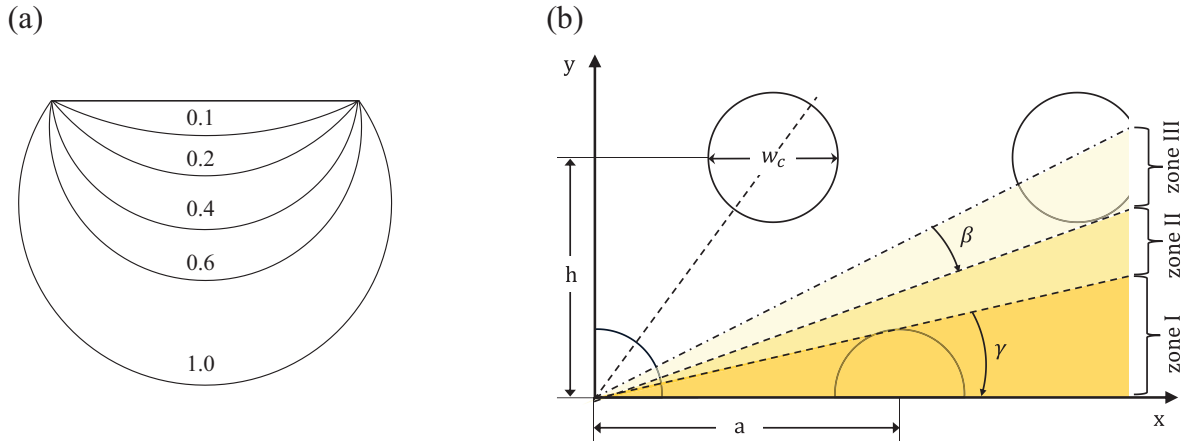 (a)
0.1
0.2
0.4
0.6
1.0
(b)
y
w_c
h
β
γ
a
x
zone III
zone II
zone I